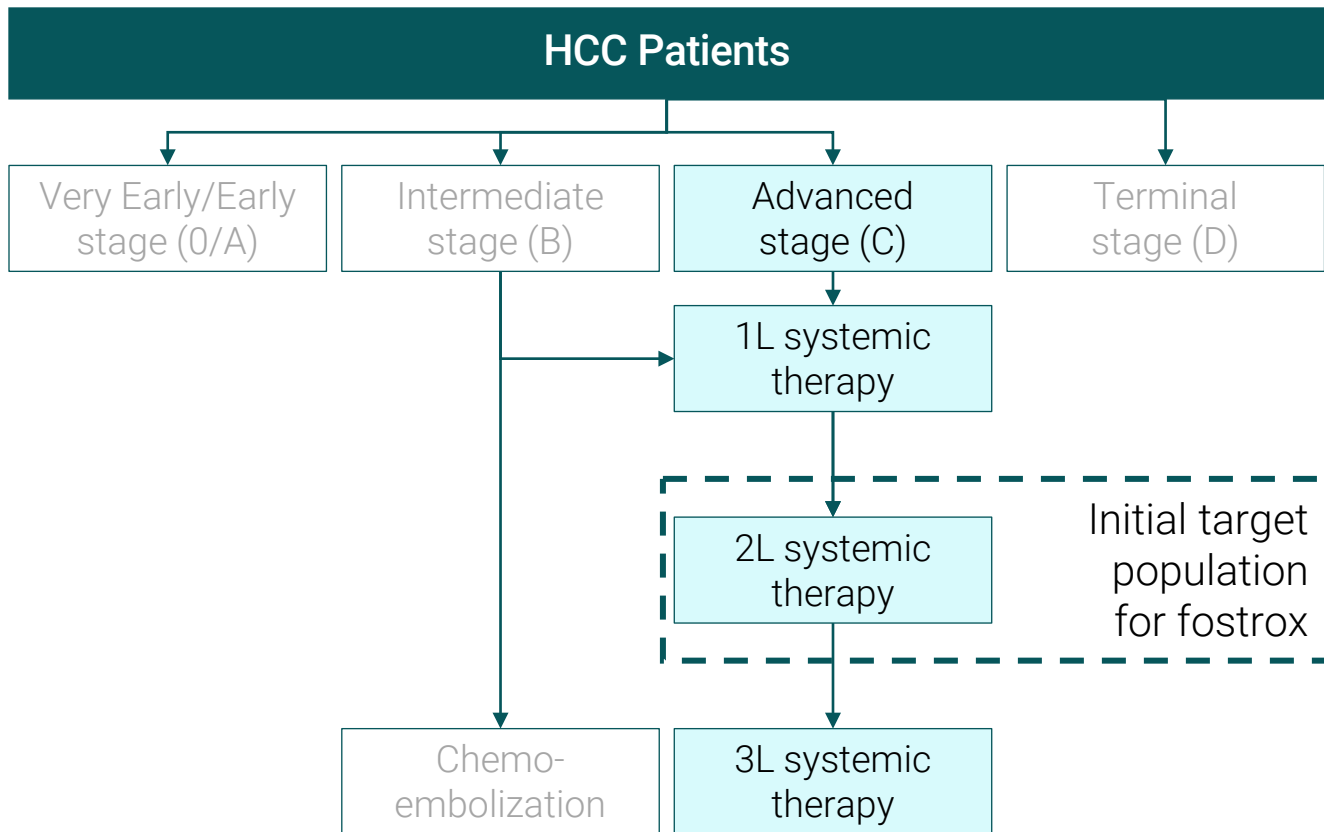 HCC Patients
Very Early/Early
stage (0/A)
Intermediate
stage (B)
Advanced
stage (C)
Terminal
stage (D)
1L systemic
therapy
2L systemic
therapy
Initial target
population
for fostrox
Chemo-
embolization
3L systemic
therapy